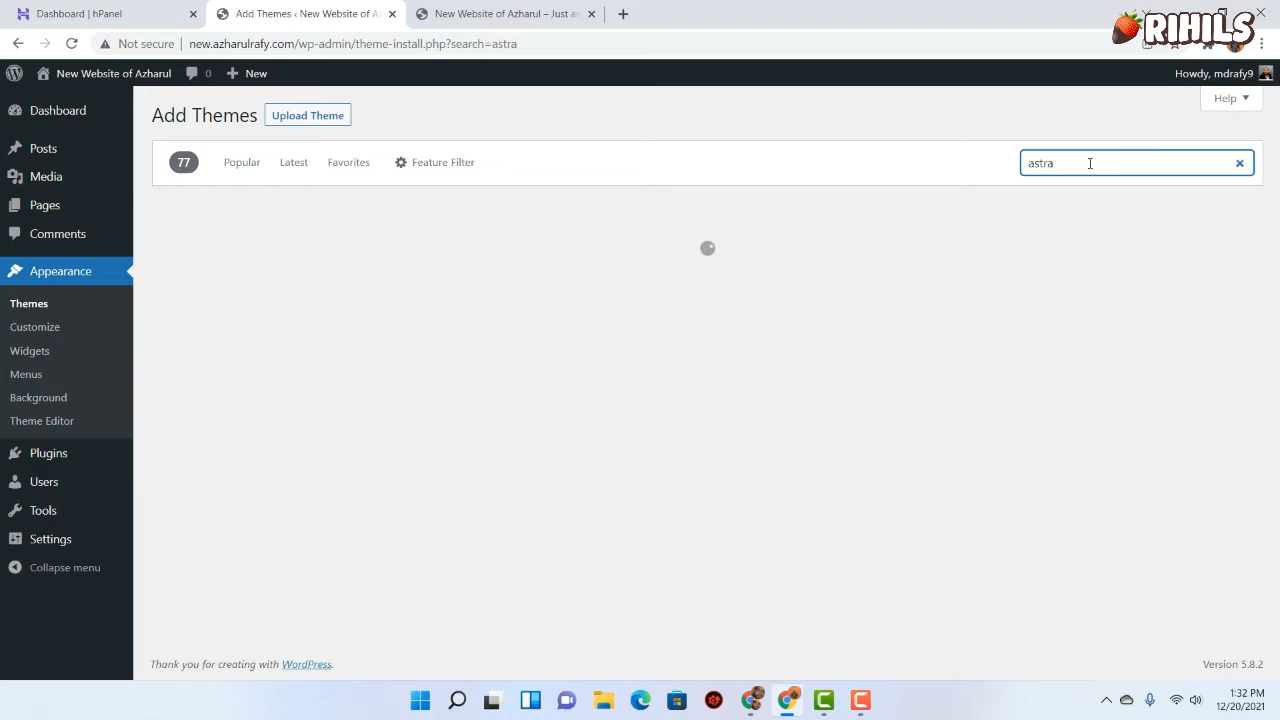 Dashboard | hPanel
Add Themes ‹ New Website of A
New Website of Azharul – Just an
RIHILS
Not secure
new.azharulrafy.com/wp-admin/theme-install.php?search=astra
New Website of Azharul
0
New
Howdy, mdrafy9
Dashboard
Posts
Media
Pages
Comments
Appearance
Themes
Customize
Widgets
Menus
Background
Theme Editor
Plugins
Users
Tools
Settings
Collapse menu
Add Themes
Upload Theme
Help
77
Popular
Latest
Favorites
Feature Filter
astra
Thank you for creating with WordPress.
Version 5.8.2
1:32 PM
12/20/2021